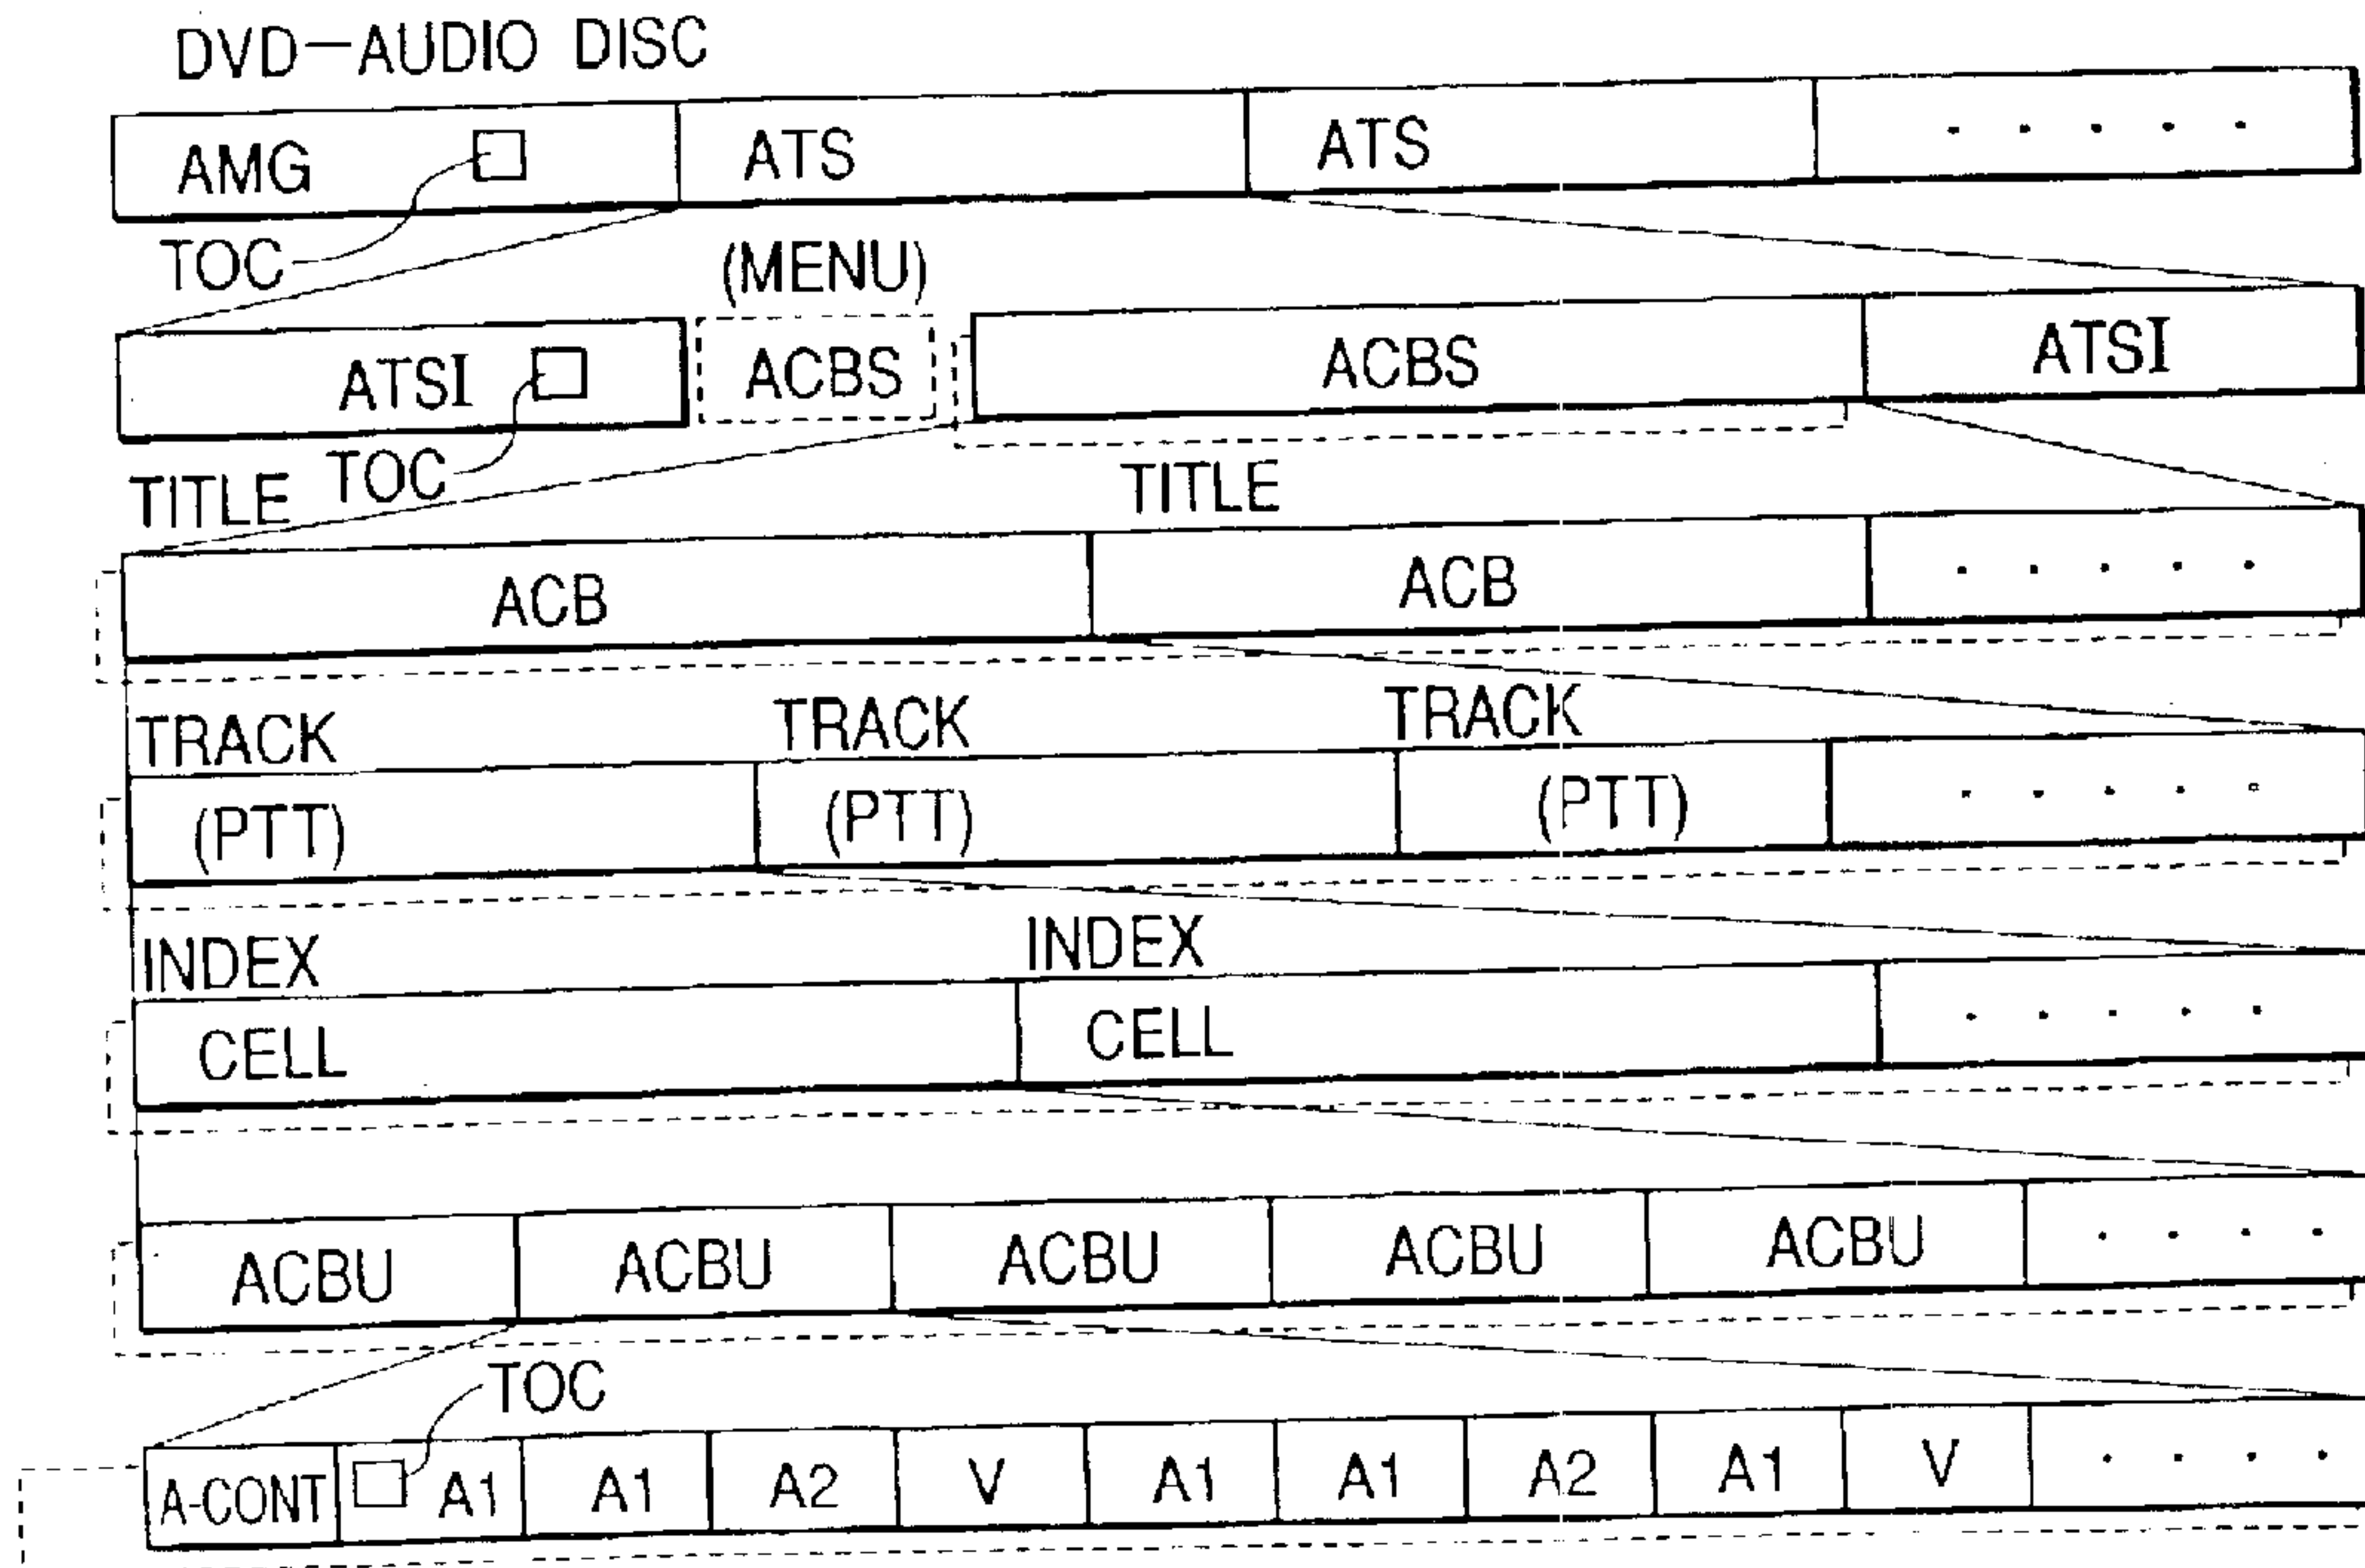 DVD-AUDIO DISC
AMG ATS ATS . . . . .
TOC
(MENU)
ATSI ACBS ACBS ATSI
TOC
TITLE TITLE
ACB ACB . . . . .
TRACK TRACK TRACK
(PTT) (PTT) (PTT) . . . . .
INDEX INDEX
CELL CELL . . . . .
ACBU ACBU ACBU ACBU ACBU . . . .
TOC
A-CONT A1 A1 A2 V A1 A1 A2 A1 V . . . .